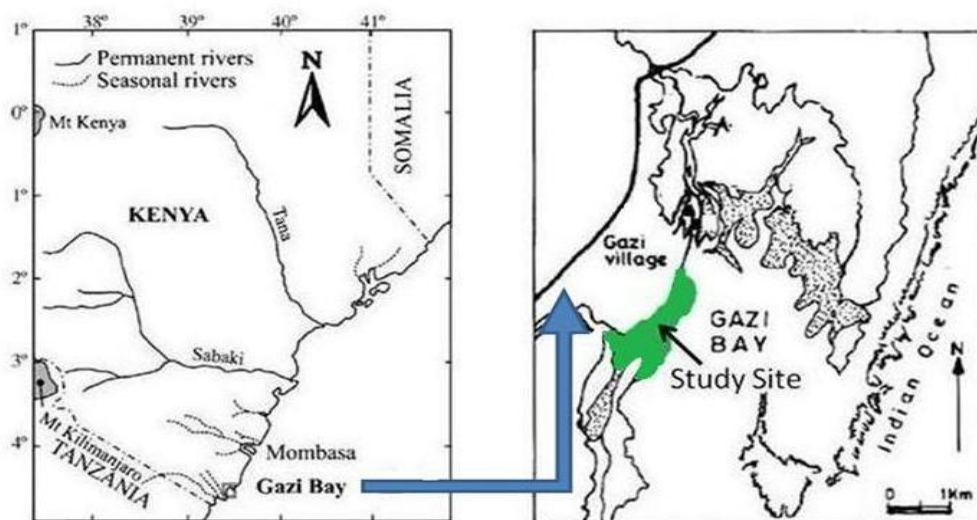 38° 39° 40° 41°
1°
0°
1°
2°
3°
4°
N
Permanent rivers
Seasonal rivers
Mt Kenya
SOMALIA
KENYA
Tana
Sabaki
Mt Kilimanjaro
TANZANIA
Mombasa
Gazi Bay
Gazi
village
GAZI
BAY
Study Site
Indian Ocean
N
0 1Km